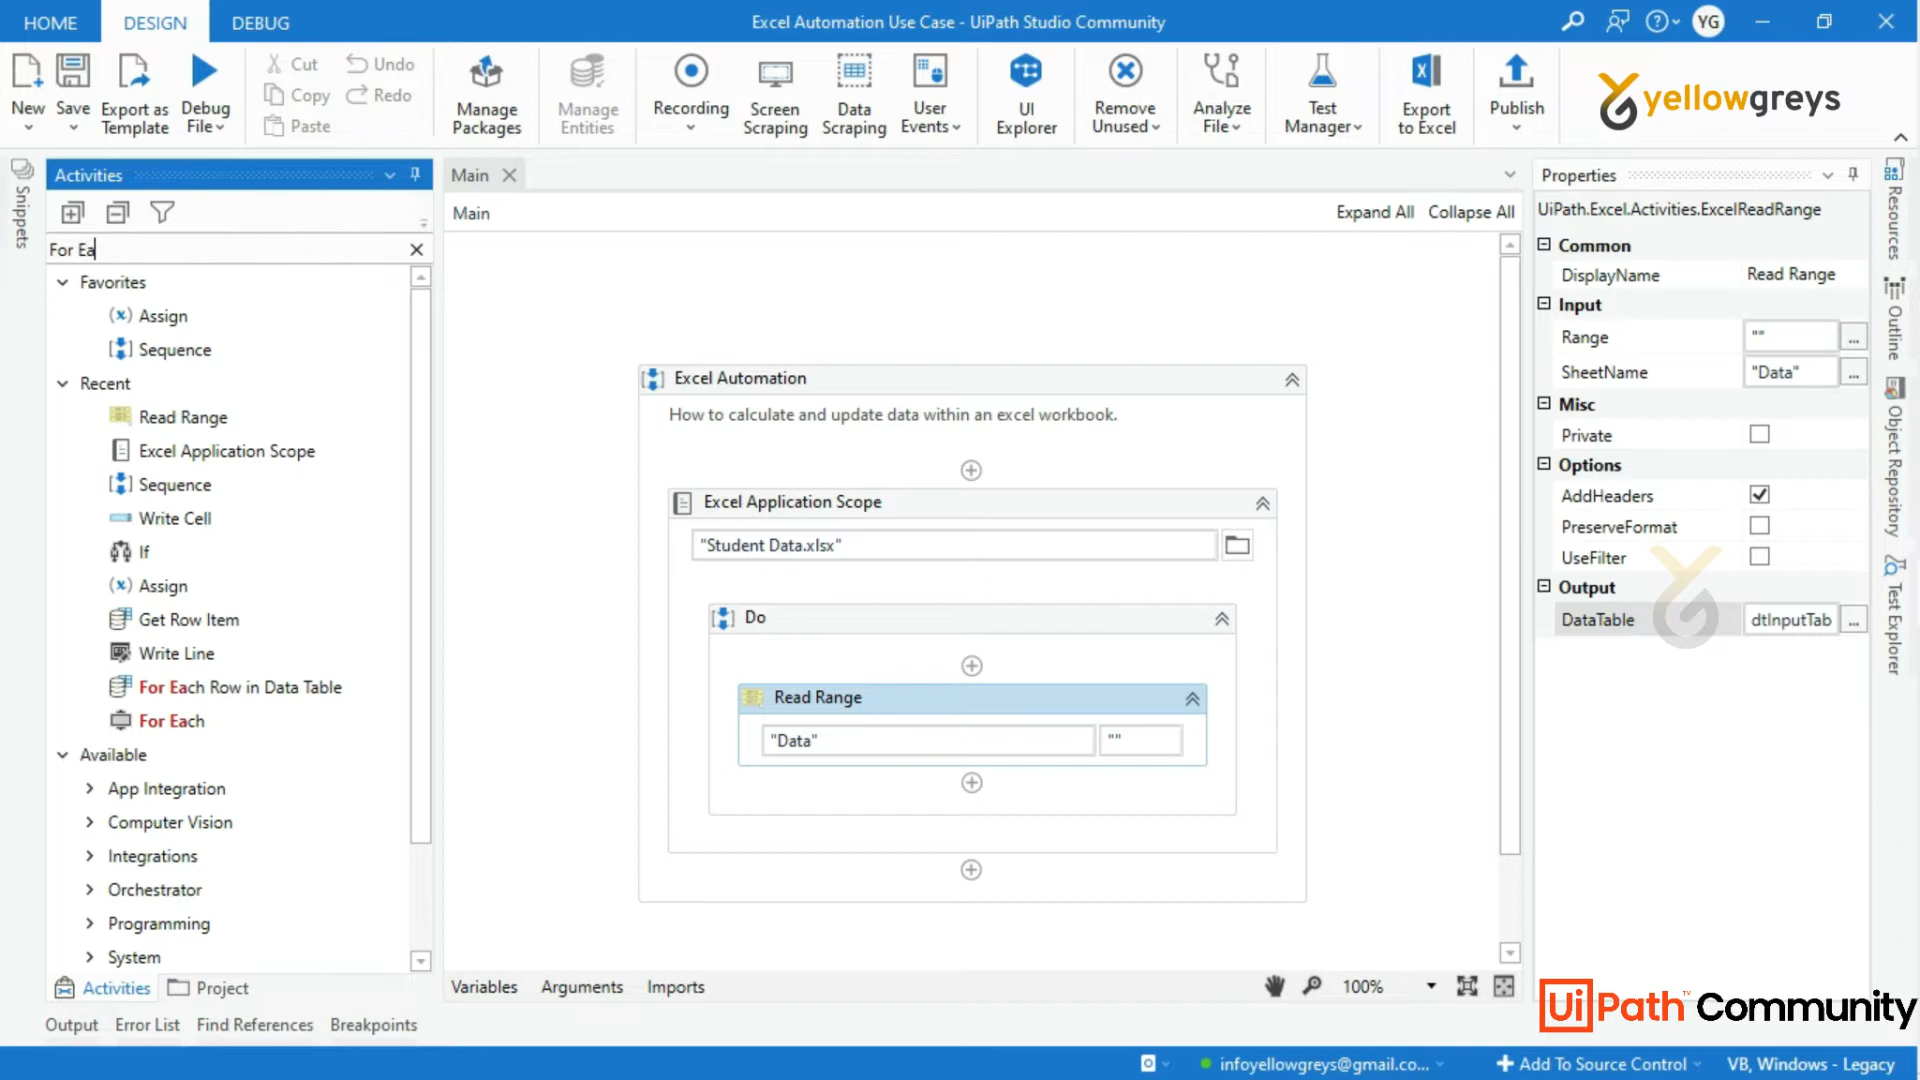 HOME DESIGN DEBUG
Excel Automation Use Case - UiPath Studio Community
YG
New
Save
Export as Template
Debug File
Cut
Copy
Paste
Undo
Redo
Manage Packages
Manage Entities
Recording
Screen Scraping
Data Scraping
User Events
UI Explorer
Remove Unused
Analyze File
Test Manager
Export to Excel
Publish
yellowgreys
Snippets
Activities
For Ea
Favorites
Assign
Sequence
Recent
Read Range
Excel Application Scope
Sequence
Write Cell
If
Assign
Get Row Item
Write Line
For Each Row in Data Table
For Each
Available
App Integration
Computer Vision
Integrations
Orchestrator
Programming
System
Activities Project
Main
Main
Expand All Collapse All
Excel Automation
How to calculate and update data within an excel workbook.
Excel Application Scope
"Student Data.xlsx"
Do
Read Range
"Data" ""
Variables Arguments Imports
100%
Properties
UiPath.Excel.Activities.ExcelReadRange
Common
DisplayName Read Range
Input
Range "" ...
SheetName "Data" ...
Misc
Private
Options
AddHeaders
PreserveFormat
UseFilter
Output
DataTable dtInputTab ...
Resources
Outline
Object Repository
Test Explorer
UiPath™ Community
Output Error List Find References Breakpoints
infoyellowgreys@gmail.co...
Add To Source Control
VB, Windows - Legacy